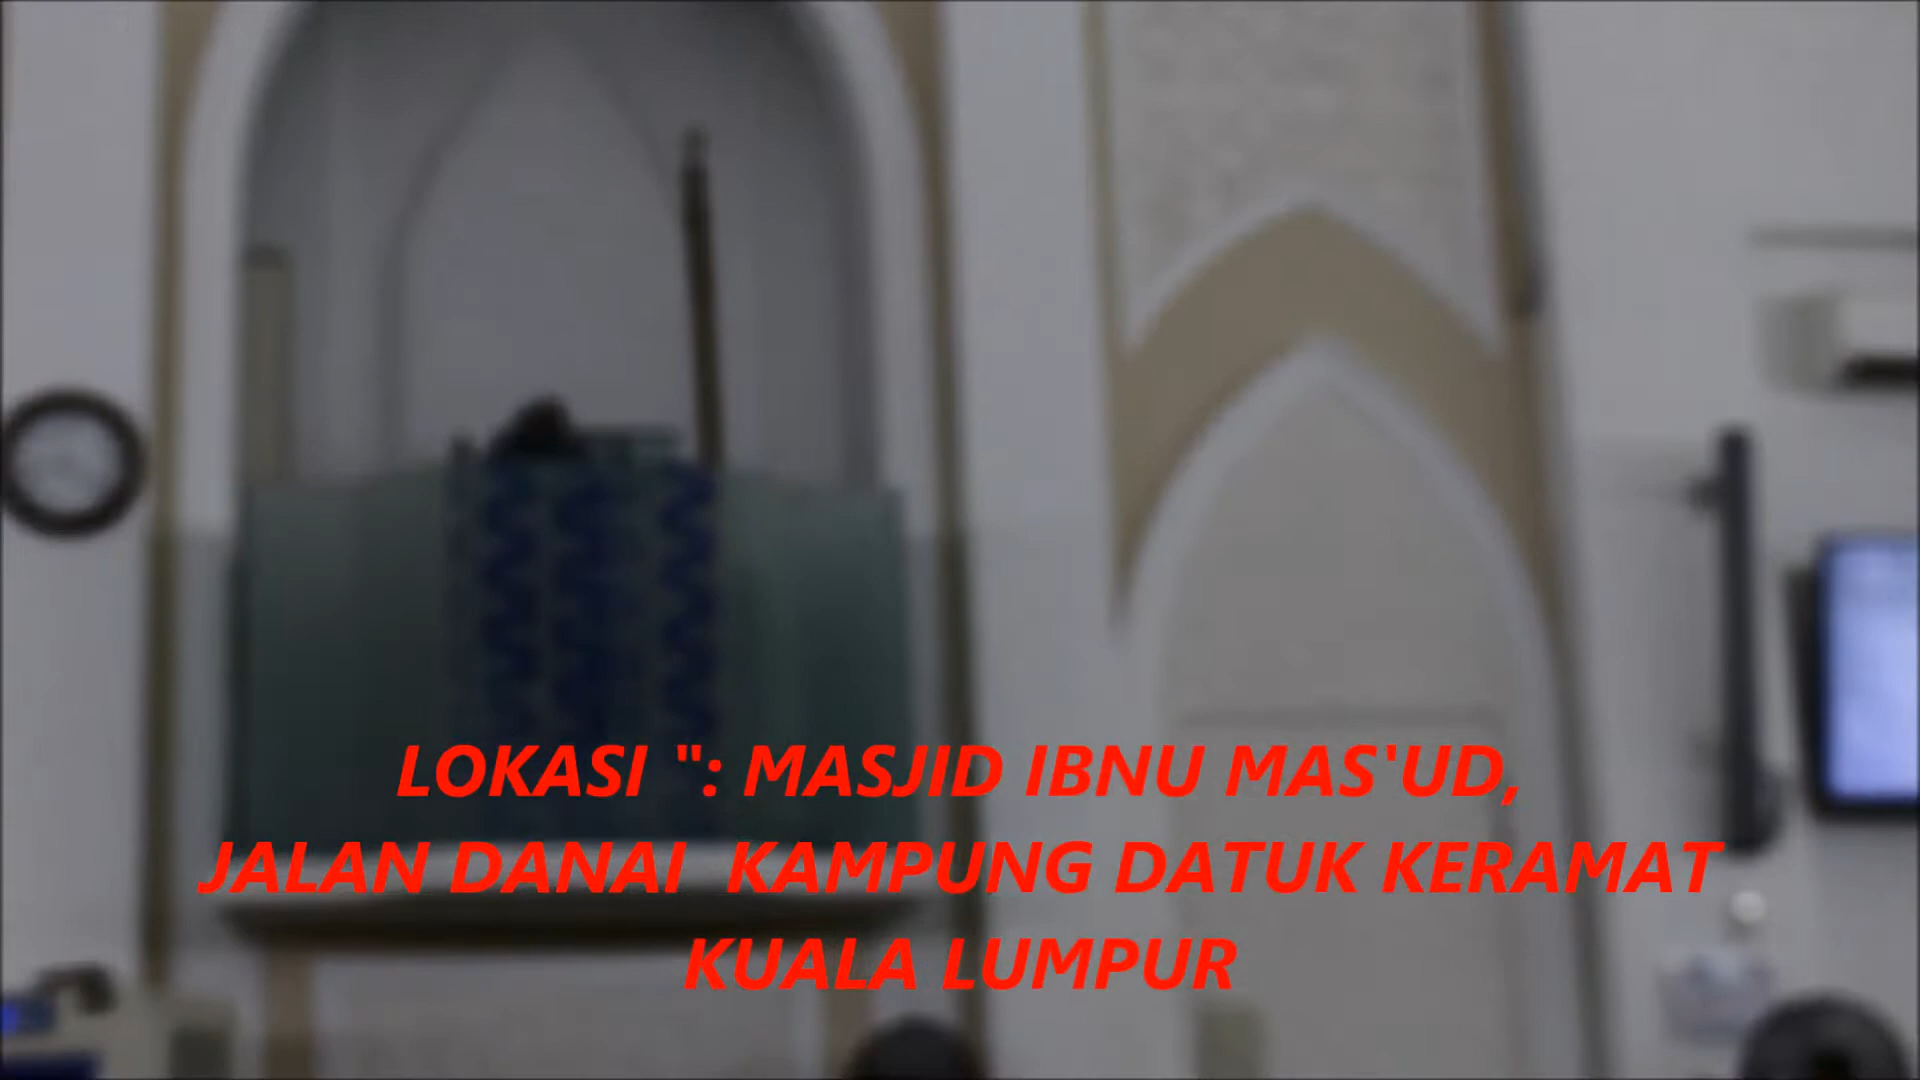 LOKASI ": MASJID IBNU MAS'UD,
JALAN DANAI  KAMPUNG DATUK KERAMAT
KUALA LUMPUR